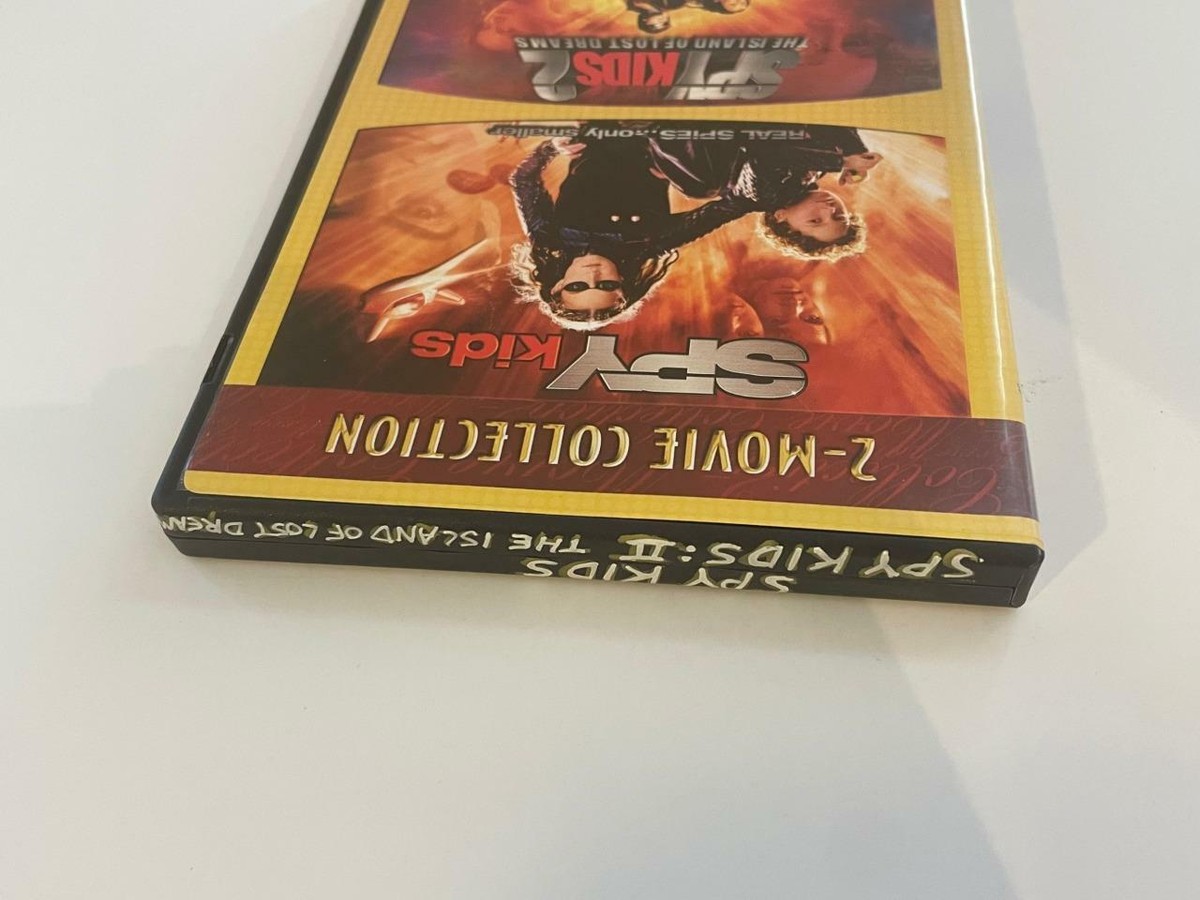 SPY KIDS
SPY KIDS: II THE ISLAND OF LOST DREAM
2-MOVIE COLLECTION
SPY kids
REAL SPIES...only smaller
SPY KIDS 2
THE ISLAND OF LOST DREAMS